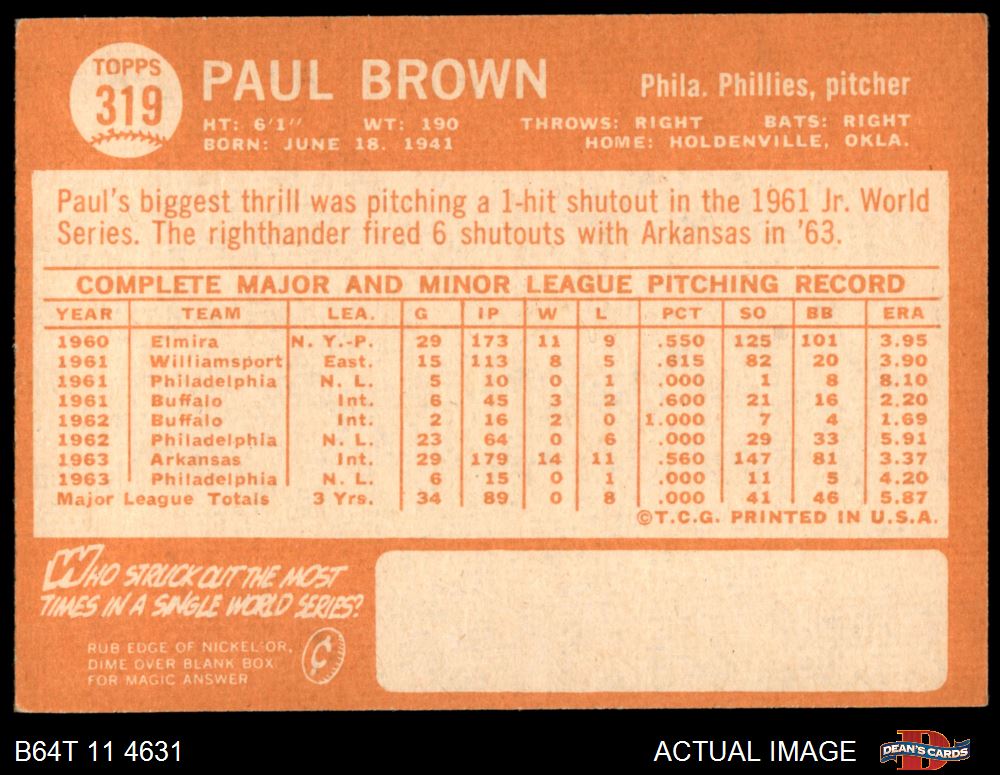 TOPPS
319
PAUL BROWN
Phila. Phillies, pitcher
HT: 6'1" WT: 190 THROWS: RIGHT BATS: RIGHT
BORN: JUNE 18. 1941 HOME: HOLDENVILLE, OKLA.
Paul's biggest thrill was pitching a 1-hit shutout in the 1961 Jr. World
Series. The righthander fired 6 shutouts with Arkansas in '63.
COMPLETE MAJOR AND MINOR LEAGUE PITCHING RECORD
YEAR TEAM LEA. G IP W L PCT SO BB ERA
1960 Elmira N. Y.-P. 29 173 11 9 .550 125 101 3.95
1961 Williamsport East. 15 113 8 5 .615 82 20 3.90
1961 Philadelphia N. L. 5 10 0 1 .000 1 8 8.10
1961 Buffalo Int. 6 45 3 2 .600 21 16 2.20
1962 Buffalo Int. 2 16 2 0 1.000 7 4 1.69
1962 Philadelphia N. L. 23 64 0 6 .000 29 33 5.91
1963 Arkansas Int. 29 179 14 11 .560 147 81 3.37
1963 Philadelphia N. L. 6 15 0 1 .000 11 5 4.20
Major League Totals 3 Yrs. 34 89 0 8 .000 41 46 5.87
©T.C.G. PRINTED IN U.S.A.
WHO STRUCK OUT THE MOST
TIMES IN A SINGLE WORLD SERIES?
RUB EDGE OF NICKEL OR,
DIME OVER BLANK BOX
FOR MAGIC ANSWER
¢
B64T 11 4631
ACTUAL IMAGE
D
DEAN'S CARDS